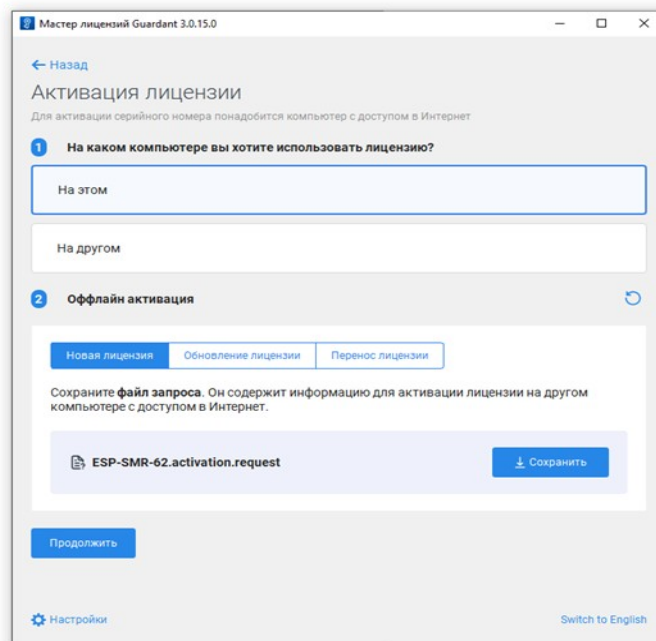 Мастер лицензий Guardant 3.0.15.0
← Назад
Активация лицензии
Для активации серийного номера понадобится компьютер с доступом в Интернет
1 На каком компьютере вы хотите использовать лицензию?
На этом
На другом
2 Оффлайн активация
Новая лицензия Обновление лицензии Перенос лицензии
Сохраните файл запроса. Он содержит информацию для активации лицензии на другом
компьютере с доступом в Интернет.
ESP-SMR-62.activation.request Сохранить
Продолжить
Настройки Switch to English